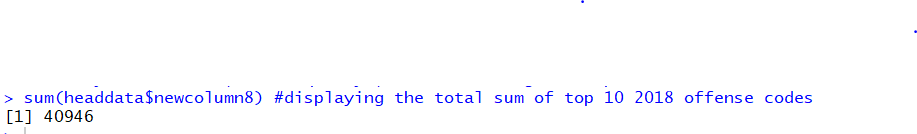 > sum(headdata$newcolumn8) #displaying the total sum of top 10 2018 offense codes
[1] 40946
>